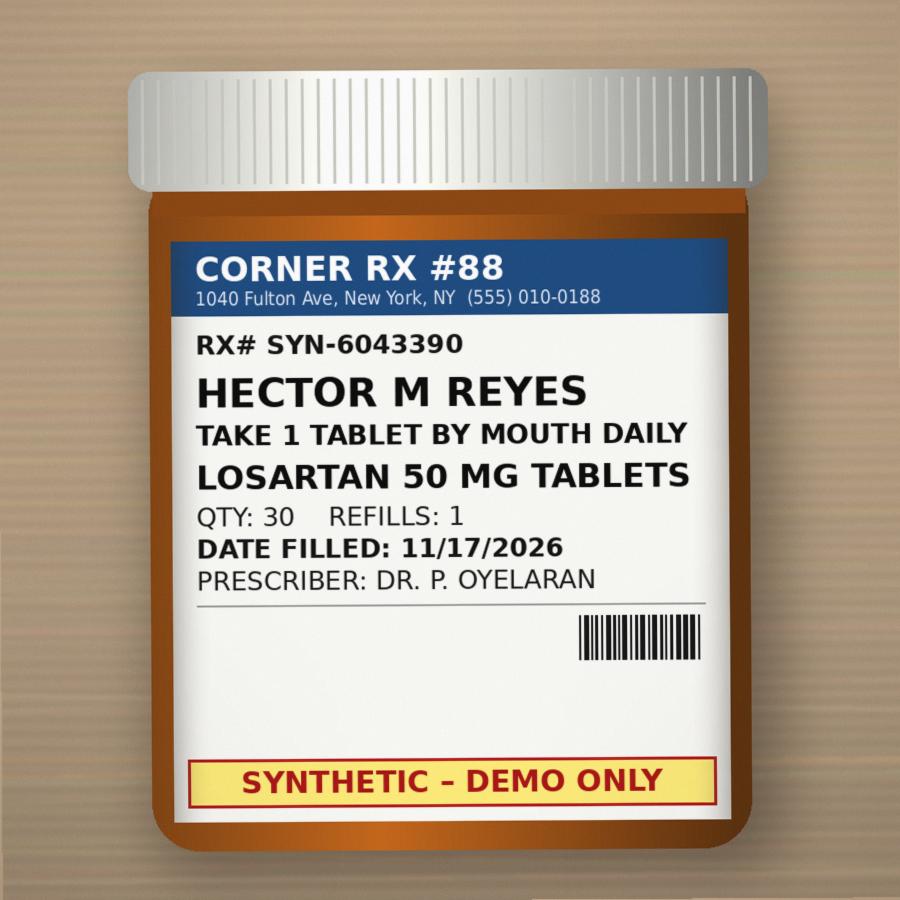 CORNER RX #88
1040 Fulton Ave, New York, NY (555) 010-0188
RX# SYN-6043390
HECTOR M REYES
TAKE 1 TABLET BY MOUTH DAILY
LOSARTAN 50 MG TABLETS
QTY: 30 REFILLS: 1
DATE FILLED: 11/17/2026
PRESCRIBER: DR. P. OYELARAN
SYNTHETIC – DEMO ONLY